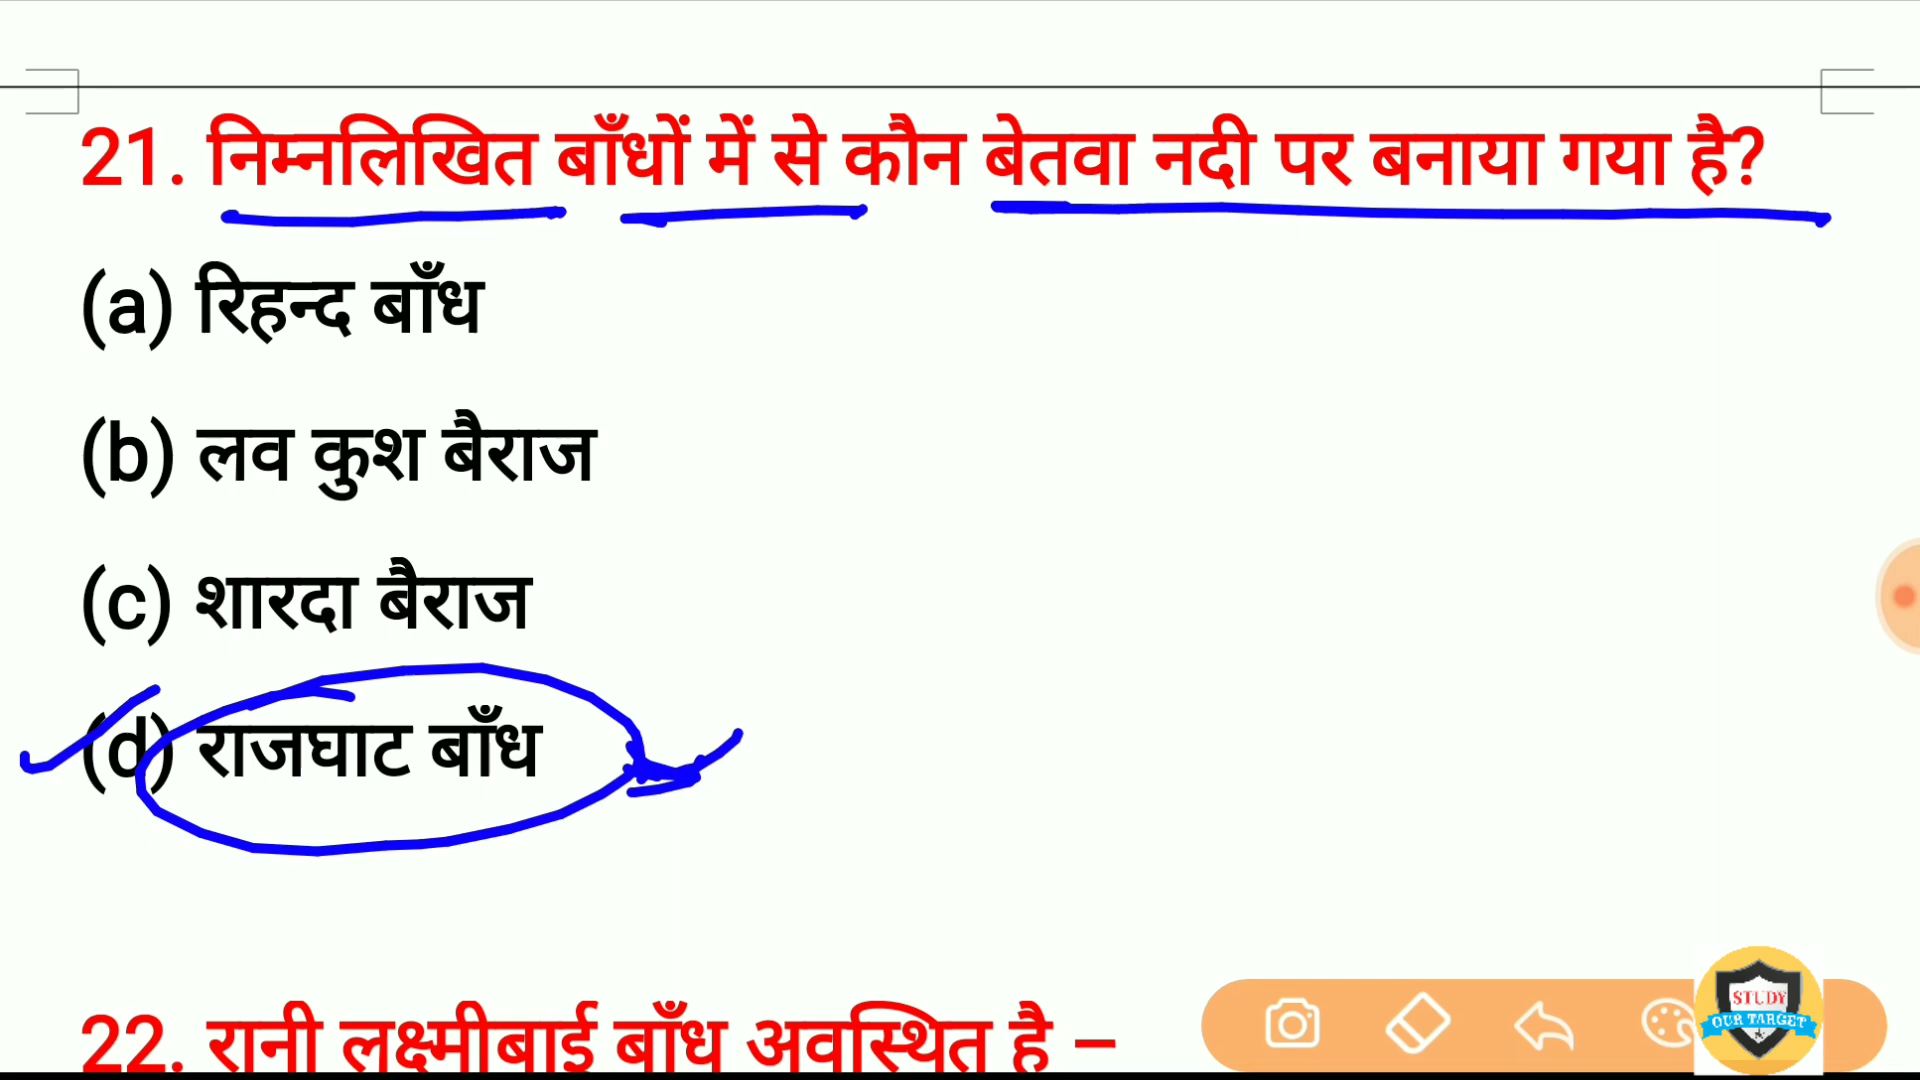 21. निम्नलिखित बाँधों में से कौन बेतवा नदी पर बनाया गया है?
(a) रिहन्द बाँध
(b) लव कुश बैराज
(c) शारदा बैराज
(d) राजघाट बाँध
22. रानी लक्ष्मीबाई बाँध अवस्थित है –
STUDY
OUR TARGET